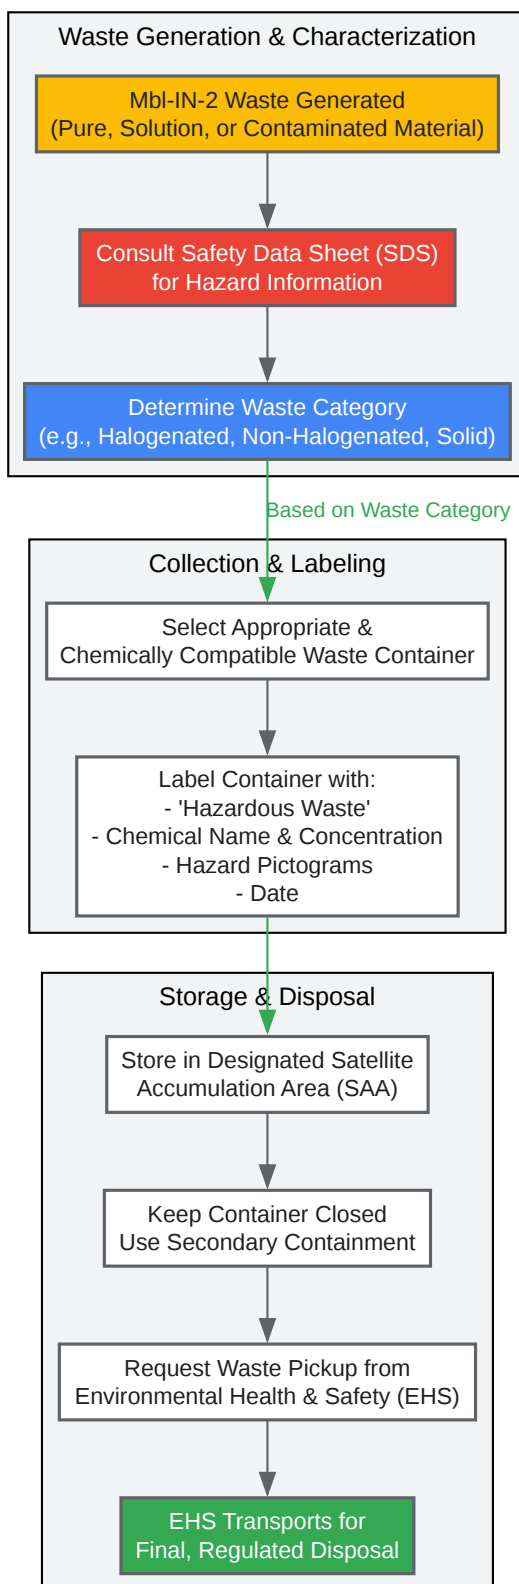 Waste Generation & Characterization
Mbl-IN-2 Waste Generated
(Pure, Solution, or Contaminated Material)
Consult Safety Data Sheet (SDS)
for Hazard Information
Determine Waste Category
(e.g., Halogenated, Non-Halogenated, Solid)
Based on Waste Category
Collection & Labeling
Select Appropriate &
Chemically Compatible Waste Container
Label Container with:
- 'Hazardous Waste'
- Chemical Name & Concentration
- Hazard Pictograms
- Date
Storage & Disposal
Store in Designated Satellite
Accumulation Area (SAA)
Keep Container Closed
Use Secondary Containment
Request Waste Pickup from
Environmental Health & Safety (EHS)
EHS Transports for
Final, Regulated Disposal